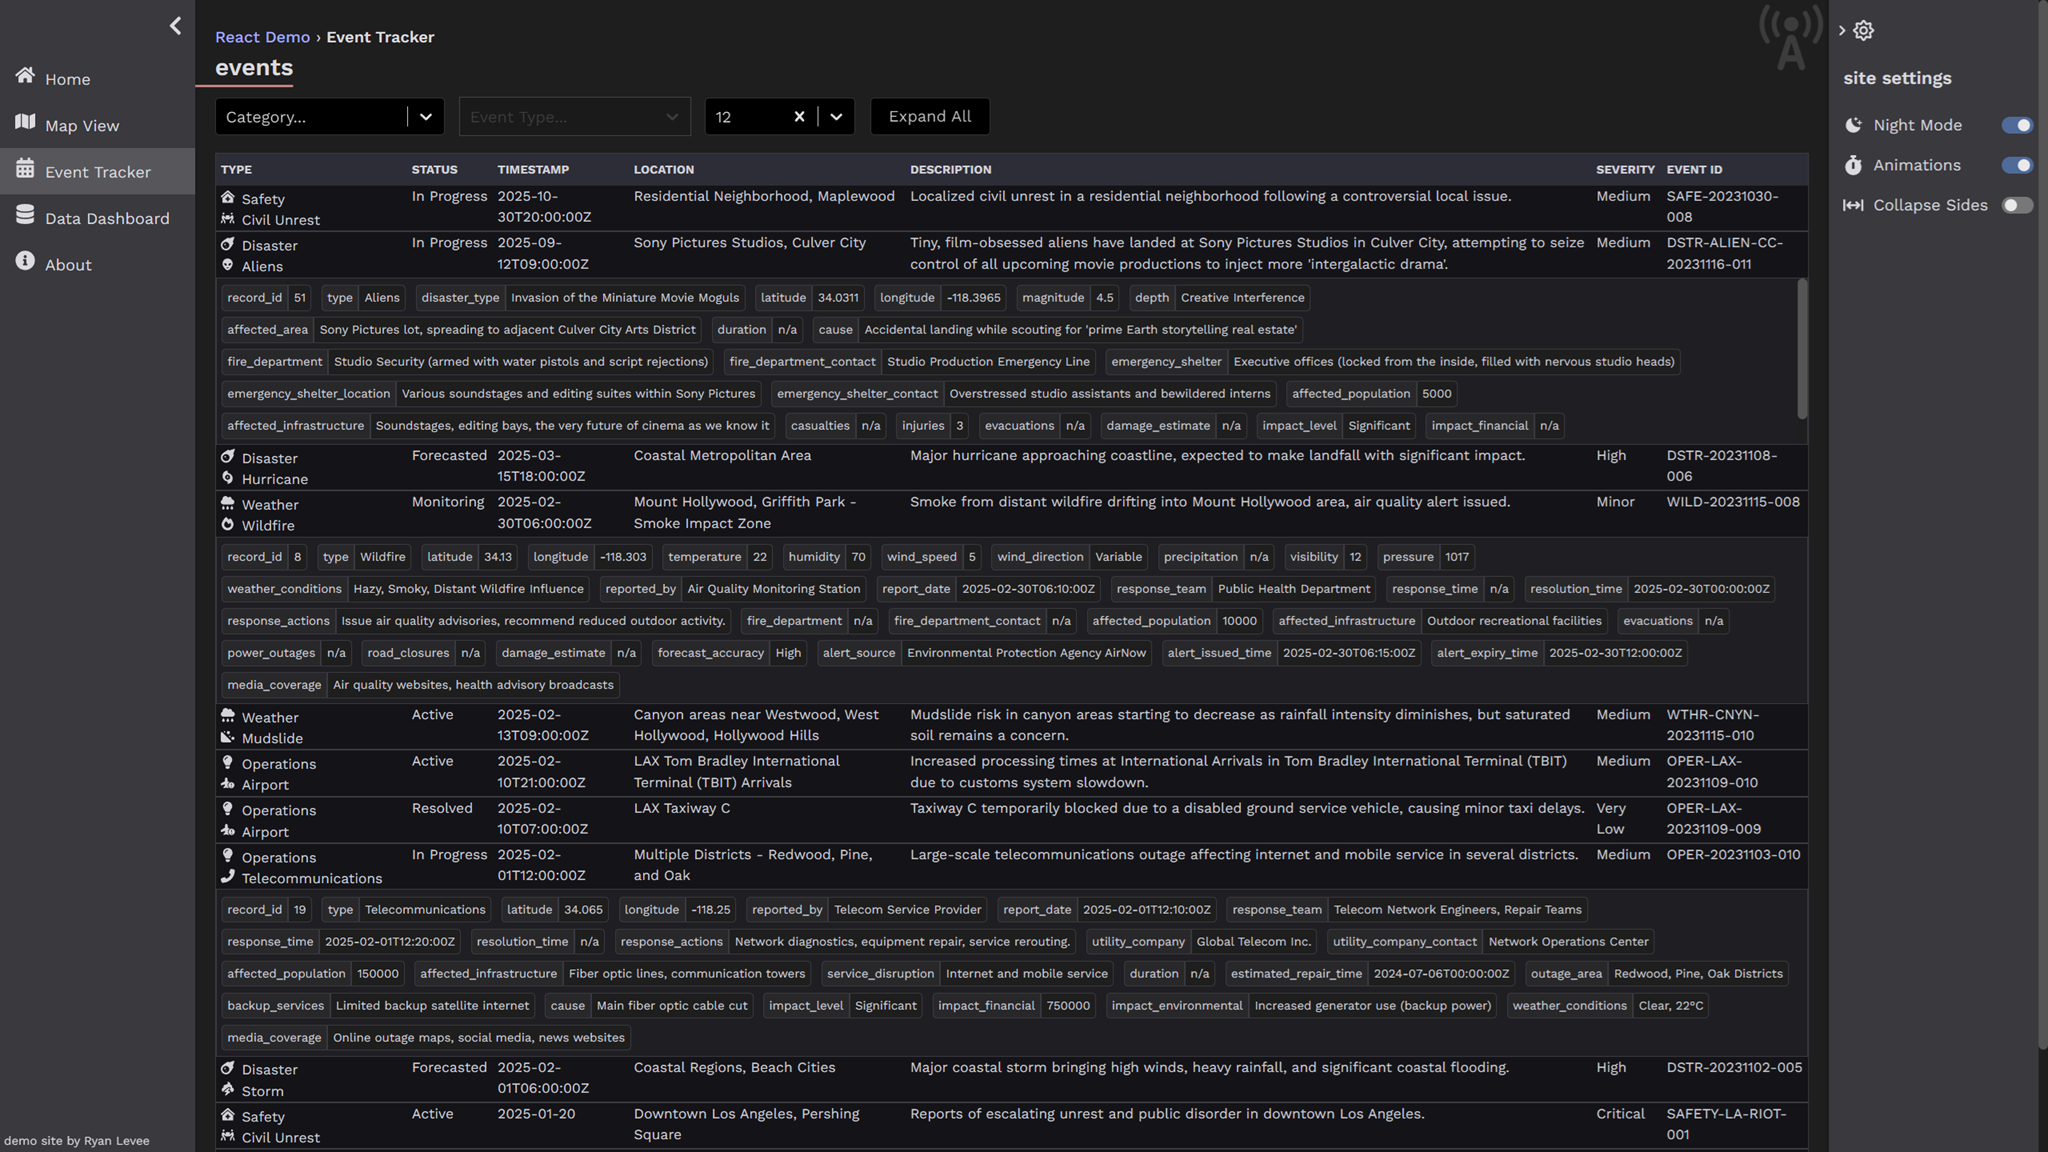 Home
Map View
Event Tracker
Data Dashboard
About
demo site by Ryan Levee
React Demo › Event Tracker
events
Category...
Event Type...
12
Expand All
TYPE STATUS TIMESTAMP LOCATION DESCRIPTION SEVERITY EVENT ID
Safety In Progress 2025-10- Residential Neighborhood, Maplewood Localized civil unrest in a residential neighborhood following a controversial local issue. Medium SAFE-20231030-
Civil Unrest 30T20:00:00Z 008
Disaster In Progress 2025-09- Sony Pictures Studios, Culver City Tiny, film-obsessed aliens have landed at Sony Pictures Studios in Culver City, attempting to seize Medium DSTR-ALIEN-CC-
Aliens 12T09:00:00Z control of all upcoming movie productions to inject more 'intergalactic drama'. 20231116-011
record_id 51 type Aliens disaster_type Invasion of the Miniature Movie Moguls latitude 34.0311 longitude -118.3965 magnitude 4.5 depth Creative Interference
affected_area Sony Pictures lot, spreading to adjacent Culver City Arts District duration n/a cause Accidental landing while scouting for 'prime Earth storytelling real estate'
fire_department Studio Security (armed with water pistols and script rejections) fire_department_contact Studio Production Emergency Line emergency_shelter Executive offices (locked from the inside, filled with nervous studio heads)
emergency_shelter_location Various soundstages and editing suites within Sony Pictures emergency_shelter_contact Overstressed studio assistants and bewildered interns affected_population 5000
affected_infrastructure Soundstages, editing bays, the very future of cinema as we know it casualties n/a injuries 3 evacuations n/a damage_estimate n/a impact_level Significant impact_financial n/a
Disaster Forecasted 2025-03- Coastal Metropolitan Area Major hurricane approaching coastline, expected to make landfall with significant impact. High DSTR-20231108-
Hurricane 15T18:00:00Z 006
Weather Monitoring 2025-02- Mount Hollywood, Griffith Park - Smoke from distant wildfire drifting into Mount Hollywood area, air quality alert issued. Minor WILD-20231115-008
Wildfire 30T06:00:00Z Smoke Impact Zone
record_id 8 type Wildfire latitude 34.13 longitude -118.303 temperature 22 humidity 70 wind_speed 5 wind_direction Variable precipitation n/a visibility 12 pressure 1017
weather_conditions Hazy, Smoky, Distant Wildfire Influence reported_by Air Quality Monitoring Station report_date 2025-02-30T06:10:00Z response_team Public Health Department response_time n/a resolution_time 2025-02-30T00:00:00Z
response_actions Issue air quality advisories, recommend reduced outdoor activity. fire_department n/a fire_department_contact n/a affected_population 10000 affected_infrastructure Outdoor recreational facilities evacuations n/a
power_outages n/a road_closures n/a damage_estimate n/a forecast_accuracy High alert_source Environmental Protection Agency AirNow alert_issued_time 2025-02-30T06:15:00Z alert_expiry_time 2025-02-30T12:00:00Z
media_coverage Air quality websites, health advisory broadcasts
Weather Active 2025-02- Canyon areas near Westwood, West Mudslide risk in canyon areas starting to decrease as rainfall intensity diminishes, but saturated Medium WTHR-CNYN-
Mudslide 13T09:00:00Z Hollywood, Hollywood Hills soil remains a concern. 20231115-010
Operations Active 2025-02- LAX Tom Bradley International Increased processing times at International Arrivals in Tom Bradley International Terminal (TBIT) Medium OPER-LAX-
Airport 10T21:00:00Z Terminal (TBIT) Arrivals due to customs system slowdown. 20231109-010
Operations Resolved 2025-02- LAX Taxiway C Taxiway C temporarily blocked due to a disabled ground service vehicle, causing minor taxi delays. Very OPER-LAX-
Airport 10T07:00:00Z Low 20231109-009
Operations In Progress 2025-02- Multiple Districts - Redwood, Pine, Large-scale telecommunications outage affecting internet and mobile service in several districts. Medium OPER-20231103-010
Telecommunications 01T12:00:00Z and Oak
record_id 19 type Telecommunications latitude 34.065 longitude -118.25 reported_by Telecom Service Provider report_date 2025-02-01T12:10:00Z response_team Telecom Network Engineers, Repair Teams
response_time 2025-02-01T12:20:00Z resolution_time n/a response_actions Network diagnostics, equipment repair, service rerouting. utility_company Global Telecom Inc. utility_company_contact Network Operations Center
affected_population 150000 affected_infrastructure Fiber optic lines, communication towers service_disruption Internet and mobile service duration n/a estimated_repair_time 2024-07-06T00:00:00Z outage_area Redwood, Pine, Oak Districts
backup_services Limited backup satellite internet cause Main fiber optic cable cut impact_level Significant impact_financial 750000 impact_environmental Increased generator use (backup power) weather_conditions Clear, 22°C
media_coverage Online outage maps, social media, news websites
Disaster Forecasted 2025-02- Coastal Regions, Beach Cities Major coastal storm bringing high winds, heavy rainfall, and significant coastal flooding. High DSTR-20231102-005
Storm 01T06:00:00Z
Safety Active 2025-01-20 Downtown Los Angeles, Pershing Reports of escalating unrest and public disorder in downtown Los Angeles. Critical SAFETY-LA-RIOT-
Civil Unrest Square 001
site settings
Night Mode
Animations
Collapse Sides